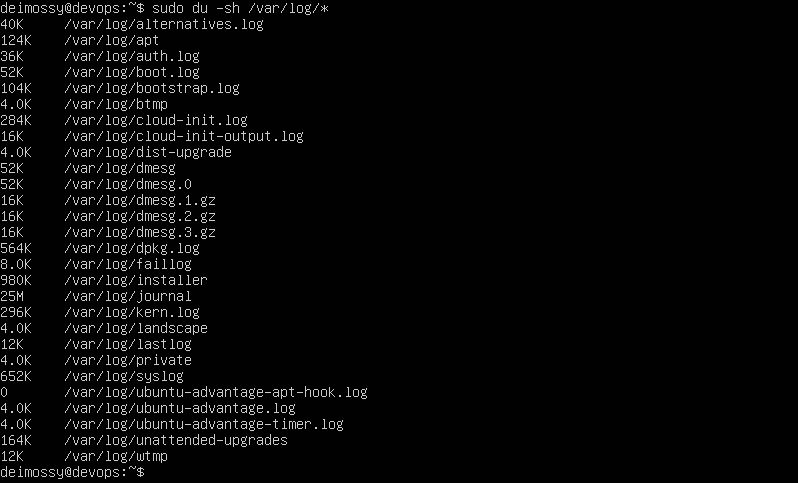 deimossy@devops:~$ sudo du -sh /var/log/*
40K /var/log/alternatives.log
124K /var/log/apt
36K /var/log/auth.log
52K /var/log/boot.log
104K /var/log/bootstrap.log
4.0K /var/log/btmp
284K /var/log/cloud-init.log
16K /var/log/cloud-init-output.log
4.0K /var/log/dist-upgrade
52K /var/log/dmesg
52K /var/log/dmesg.0
16K /var/log/dmesg.1.gz
16K /var/log/dmesg.2.gz
16K /var/log/dmesg.3.gz
564K /var/log/dpkg.log
8.0K /var/log/faillog
980K /var/log/installer
25M /var/log/journal
296K /var/log/kern.log
4.0K /var/log/landscape
12K /var/log/lastlog
4.0K /var/log/private
652K /var/log/syslog
0 /var/log/ubuntu-advantage-apt-hook.log
4.0K /var/log/ubuntu-advantage.log
4.0K /var/log/ubuntu-advantage-timer.log
164K /var/log/unattended-upgrades
12K /var/log/wtmp
deimossy@devops:~$